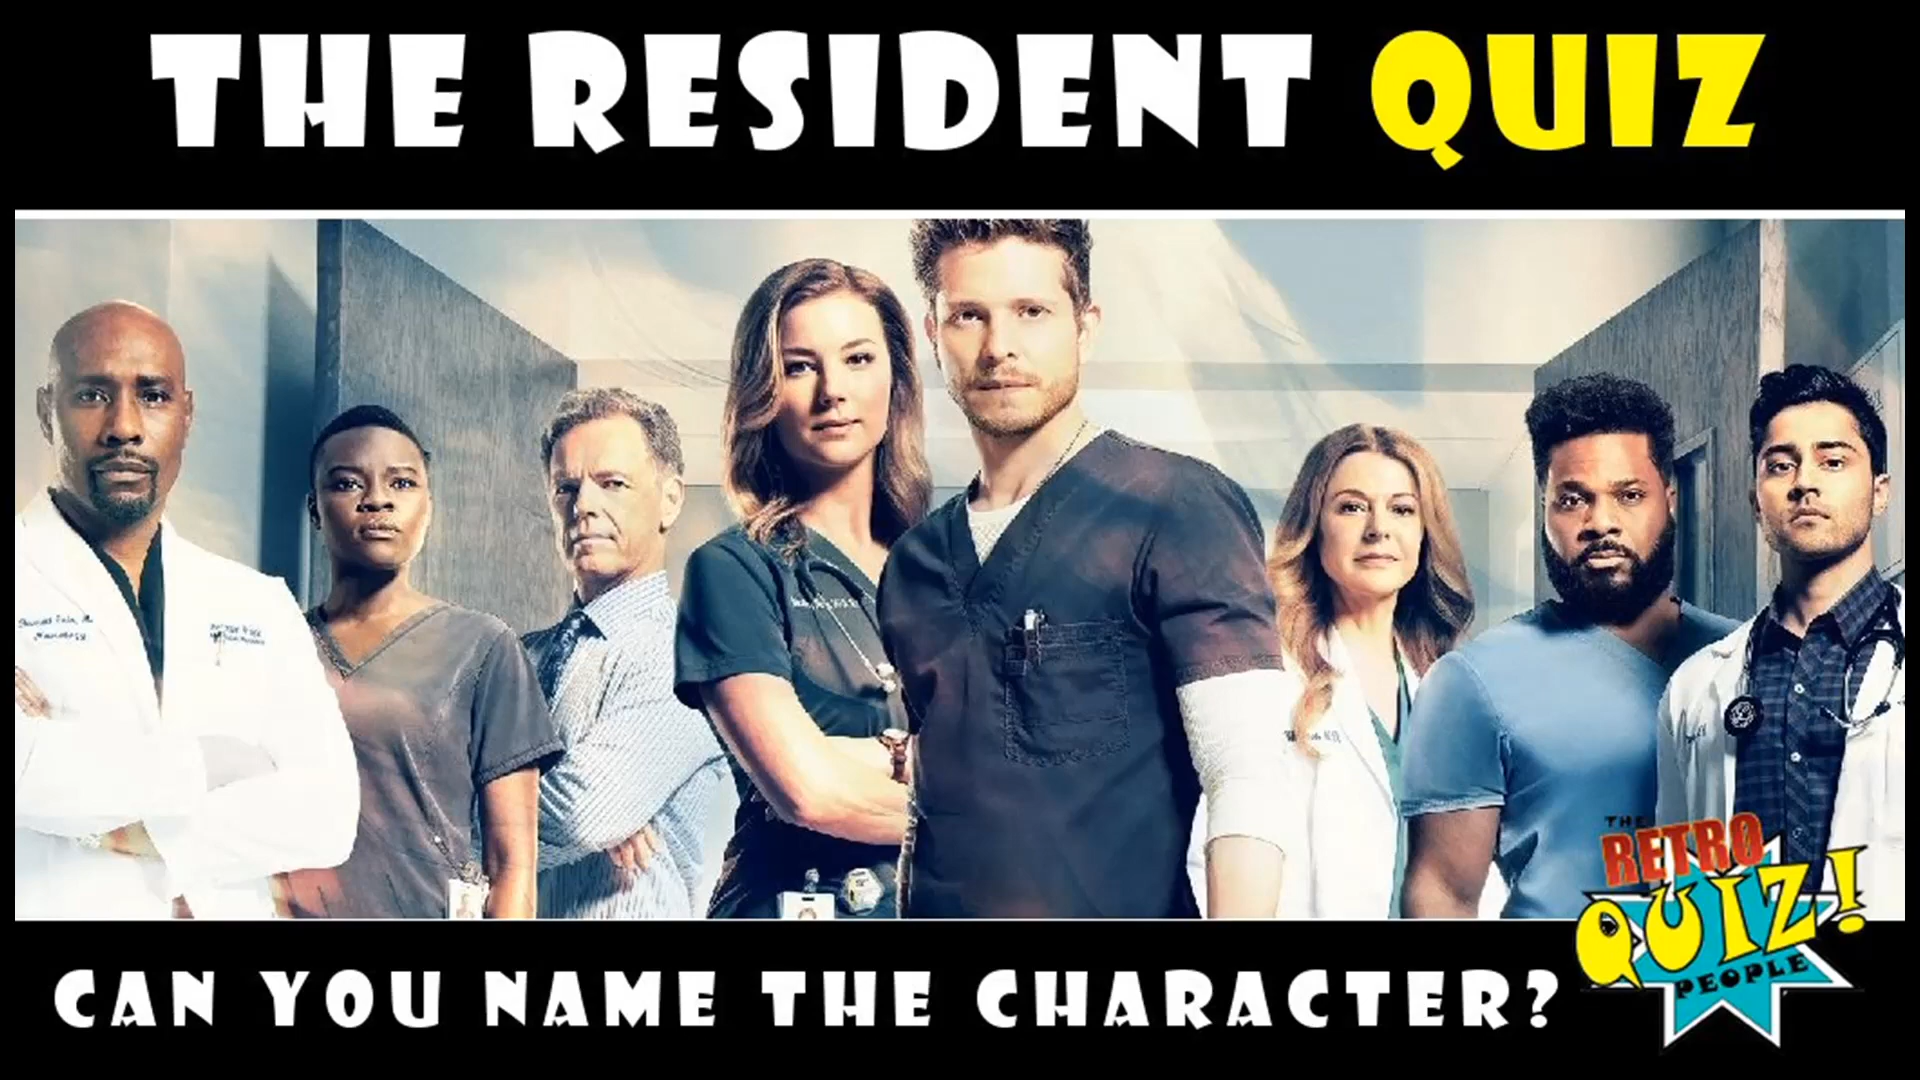 THE RESIDENT QUIZ
CAN YOU NAME THE CHARACTER?
THE
RETRO
QUIZ!
PEOPLE